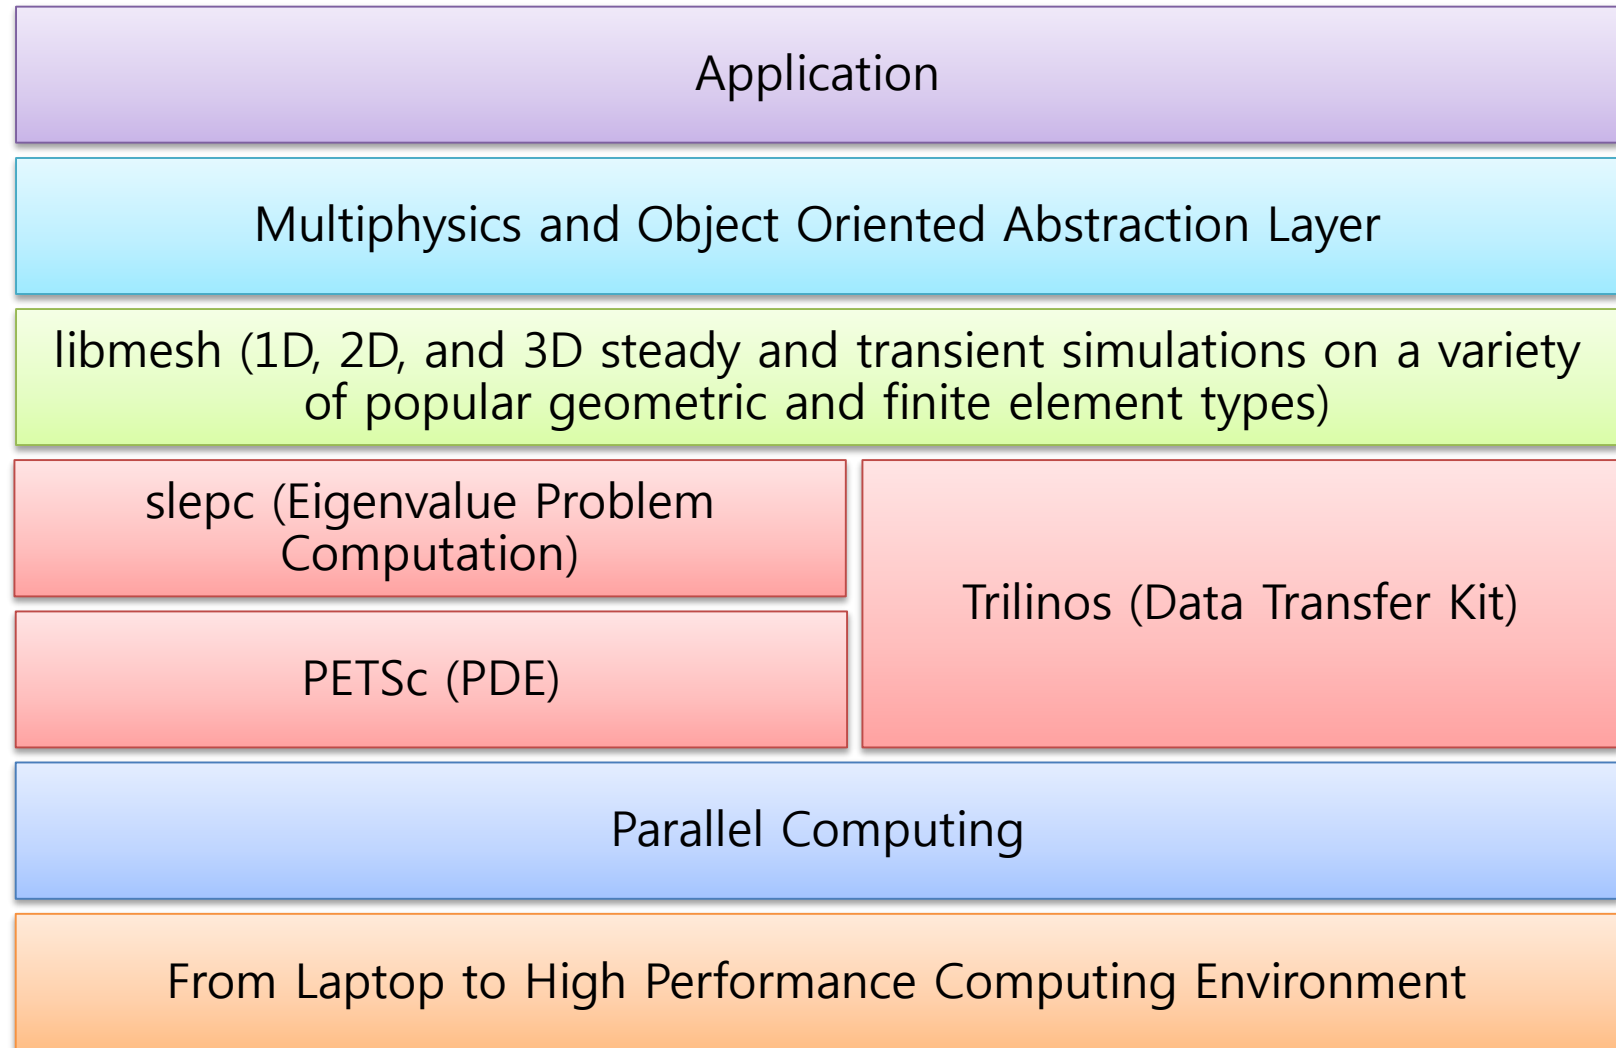 Application
Multiphysics and Object Oriented Abstraction Layer
libmesh (1D, 2D, and 3D steady and transient simulations on a variety
of popular geometric and finite element types)
slepc (Eigenvalue Problem
Computation)
Trilinos (Data Transfer Kit)
PETSc (PDE)
Parallel Computing
From Laptop to High Performance Computing Environment